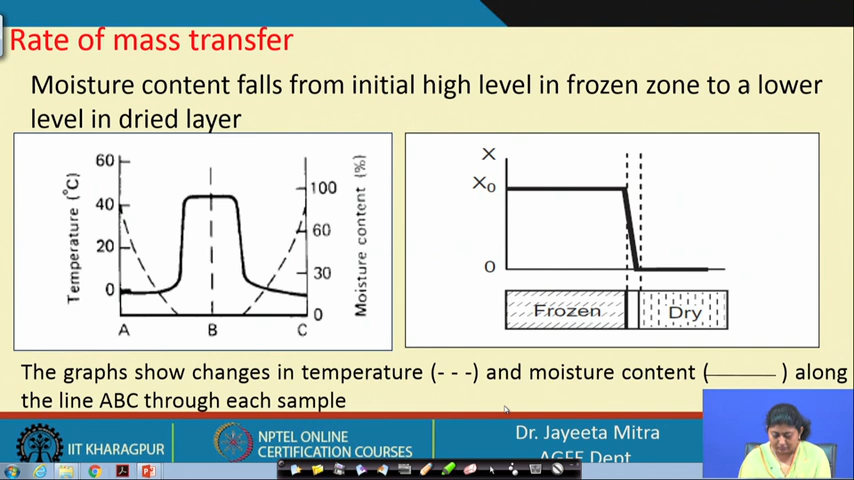 Rate of mass transfer
Moisture content falls from initial high level in frozen zone to a lower
level in dried layer
Temperature (°C)
60
40
20
0
A
B
C
100
60
30
0
Moisture content (%)
X
X₀
0
Frozen
Dry
The graphs show changes in temperature (- - -) and moisture content (______) along
the line ABC through each sample
IIT KHARAGPUR
NPTEL ONLINE
CERTIFICATION COURSES
Dr. Jayeeta Mitra
AGFE Dept